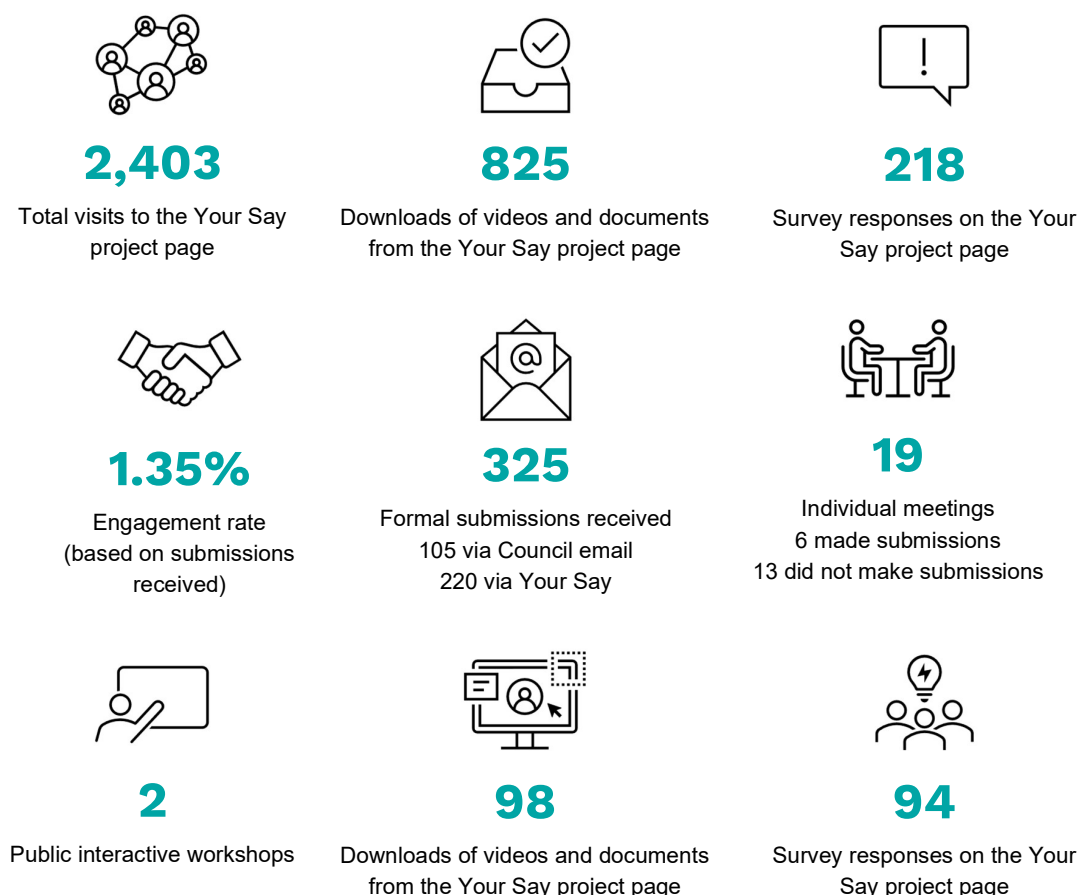 2,403
Total visits to the Your Say
project page
825
Downloads of videos and documents
from the Your Say project page
218
Survey responses on the Your
Say project page
1.35%
Engagement rate
(based on submissions
received)
@
325
Formal submissions received
105 via Council email
220 via Your Say
19
Individual meetings
6 made submissions
13 did not make submissions
2
Public interactive workshops
98
Downloads of videos and documents
from the Your Say project page
94
Survey responses on the Your
Say project page